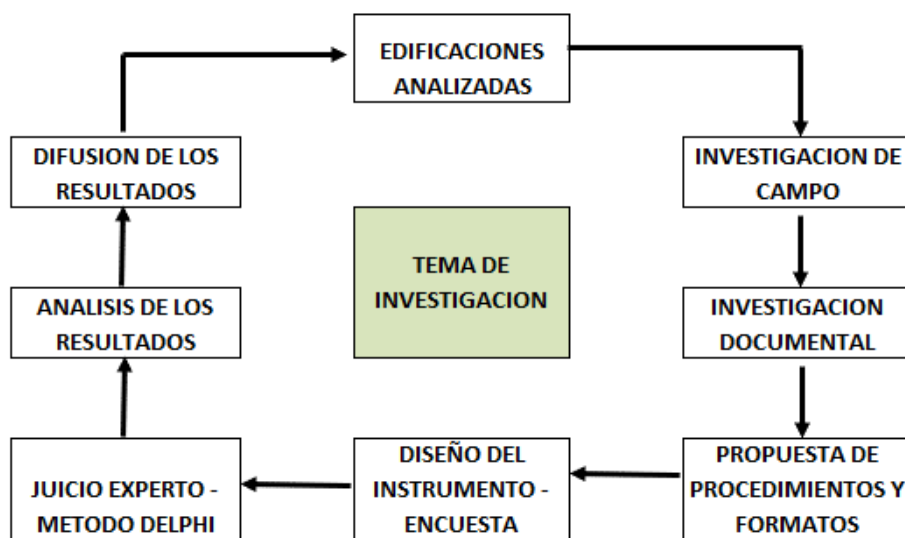 EDIFICACIONES
ANALIZADAS
DIFUSION DE LOS
RESULTADOS
INVESTIGACION DE
CAMPO
TEMA DE
INVESTIGACION
ANALISIS DE LOS
RESULTADOS
INVESTIGACION
DOCUMENTAL
JUICIO EXPERTO -
METODO DELPHI
DISEÑO DEL
INSTRUMENTO -
ENCUESTA
PROPUESTA DE
PROCEDIMIENTOS Y
FORMATOS